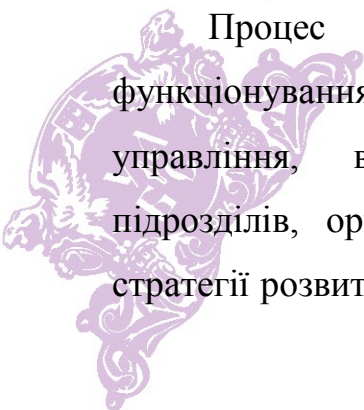 Процес
функціонування
управління, в
підрозділів, ор
стратегії розвит